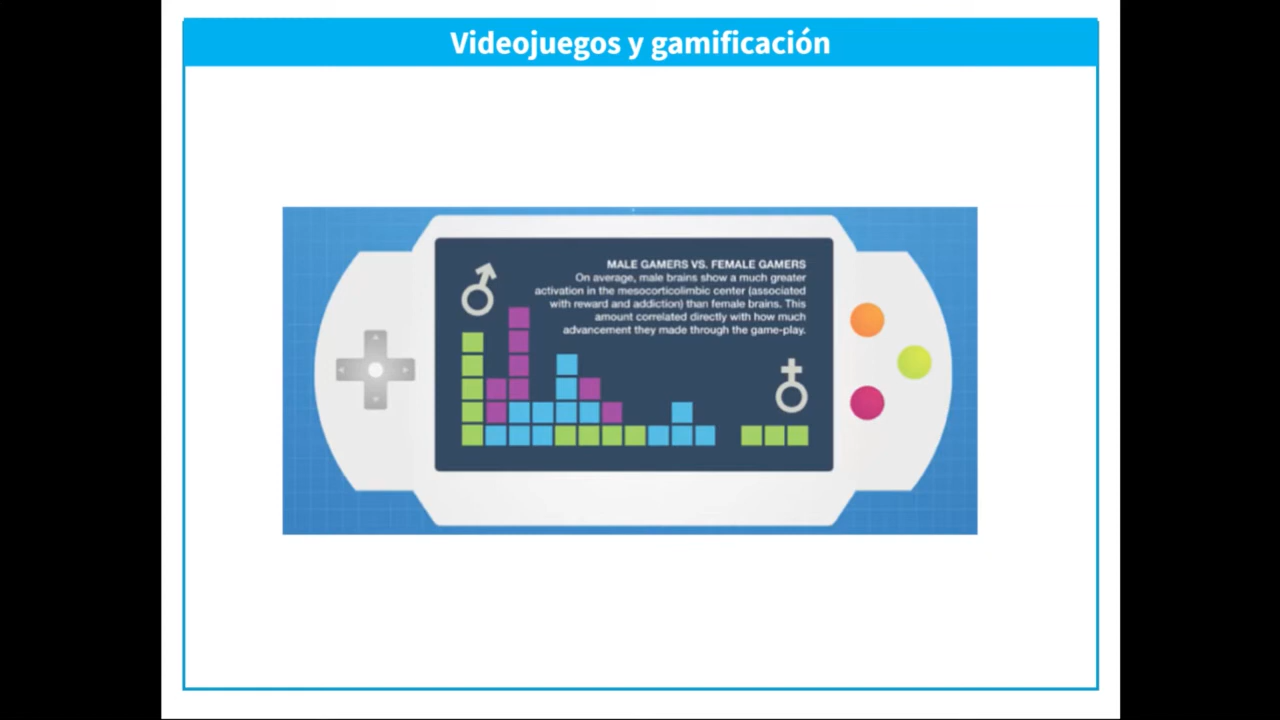 Videojuegos y gamificación
MALE GAMERS VS. FEMALE GAMERS
On average, male brains show a much greater
activation in the mesocorticolimbic center (associated
with reward and addiction) than female brains. This
amount correlated directly with how much
advancement they made through the game-play.